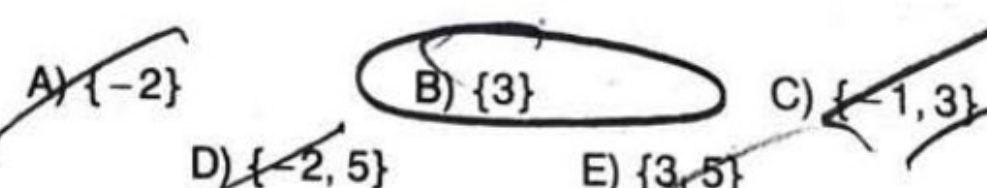 A) {−2} B) {3} C) {−1, 3}
D) {−2, 5} E) {3, 5}